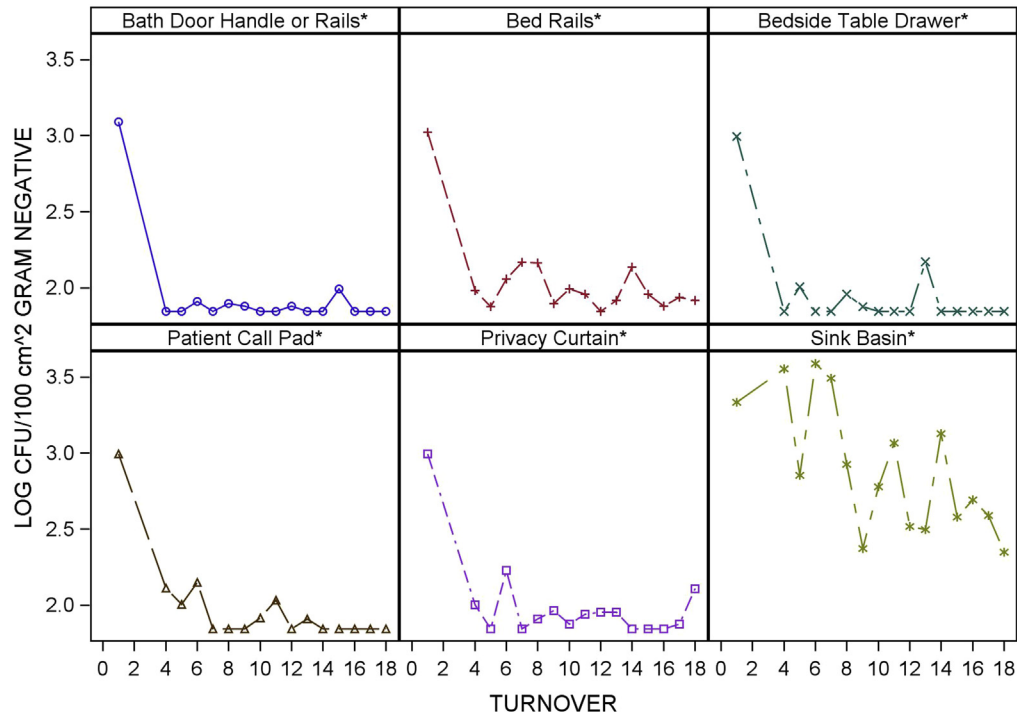 Bath Door Handle or Rails* Bed Rails* Bedside Table Drawer*
3.5
3.0
2.5
2.0
Patient Call Pad* Privacy Curtain* Sink Basin*
3.5
3.0
2.5
2.0
0 2 4 6 8 10 12 14 16 18 0 2 4 6 8 10 12 14 16 18 0 2 4 6 8 10 12 14 16 18
TURNOVER
LOG CFU/100 cm^2 GRAM NEGATIVE